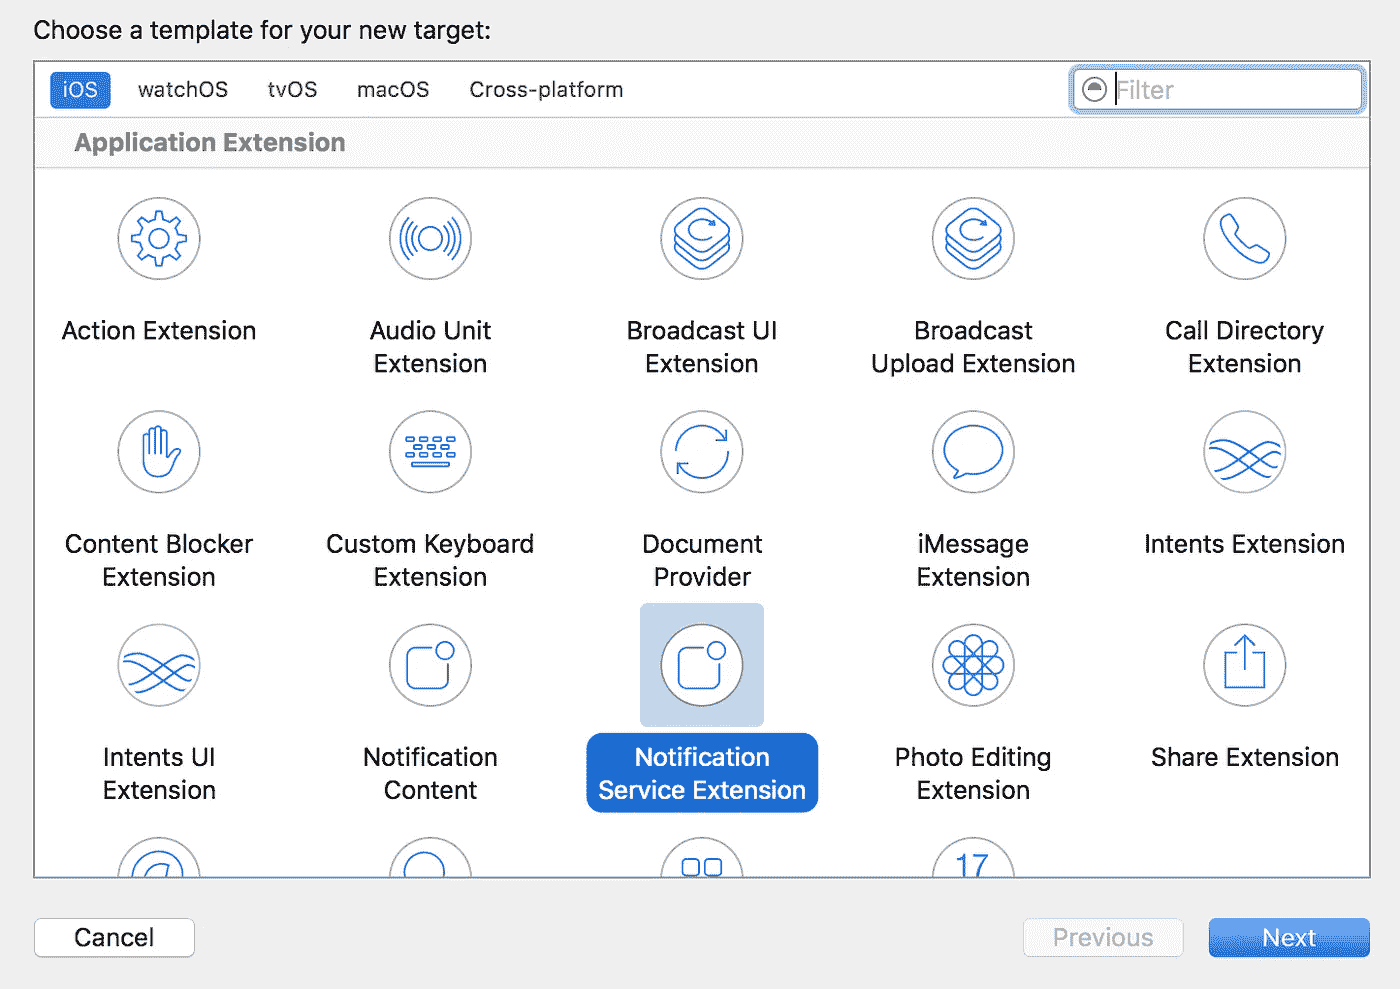 Choose a template for your new target:
iOS watchOS tvOS macOS Cross-platform Filter
Application Extension
Action Extension
Audio Unit
Extension
Broadcast UI
Extension
Broadcast
Upload Extension
Call Directory
Extension
Content Blocker
Extension
Custom Keyboard
Extension
Document
Provider
iMessage
Extension
Intents Extension
Intents UI
Extension
Notification
Content
Notification
Service Extension
Photo Editing
Extension
Share Extension
17
Cancel Previous Next